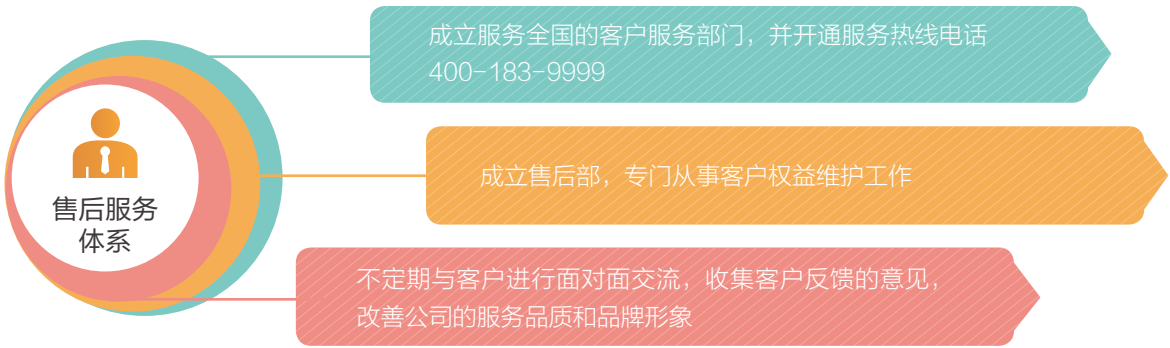 成立服务全国的客户服务部门，并开通服务热线电话
400-183-9999
成立售后部，专门从事客户权益维护工作
售后服务
体系
不定期与客户进行面对面交流，收集客户反馈的意见，
改善公司的服务品质和品牌形象